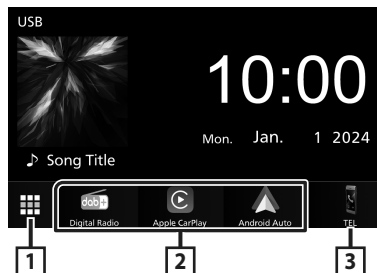 USB
10:00
Mon. Jan. 1 2024
♪ Song Title
dab+
Digital Radio
Apple CarPlay
Android Auto
TEL
1
2
3